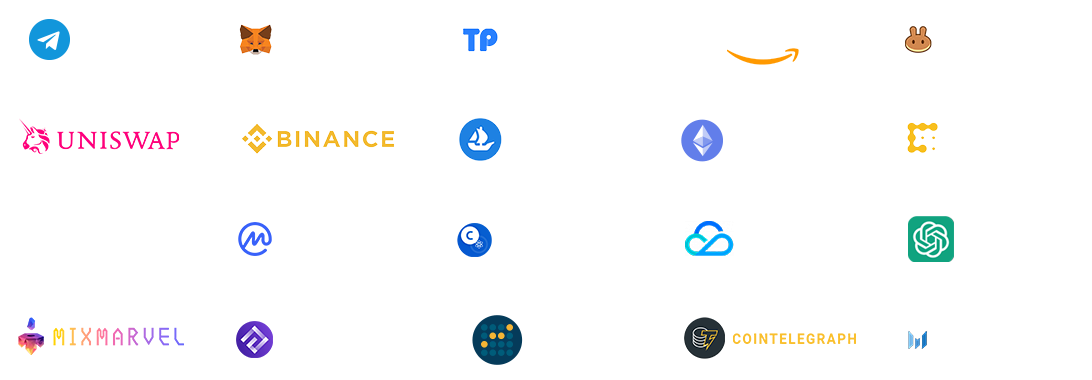 TP
UNISWAP
BINANCE
C
MIXMARVEL
COINTELEGRAPH